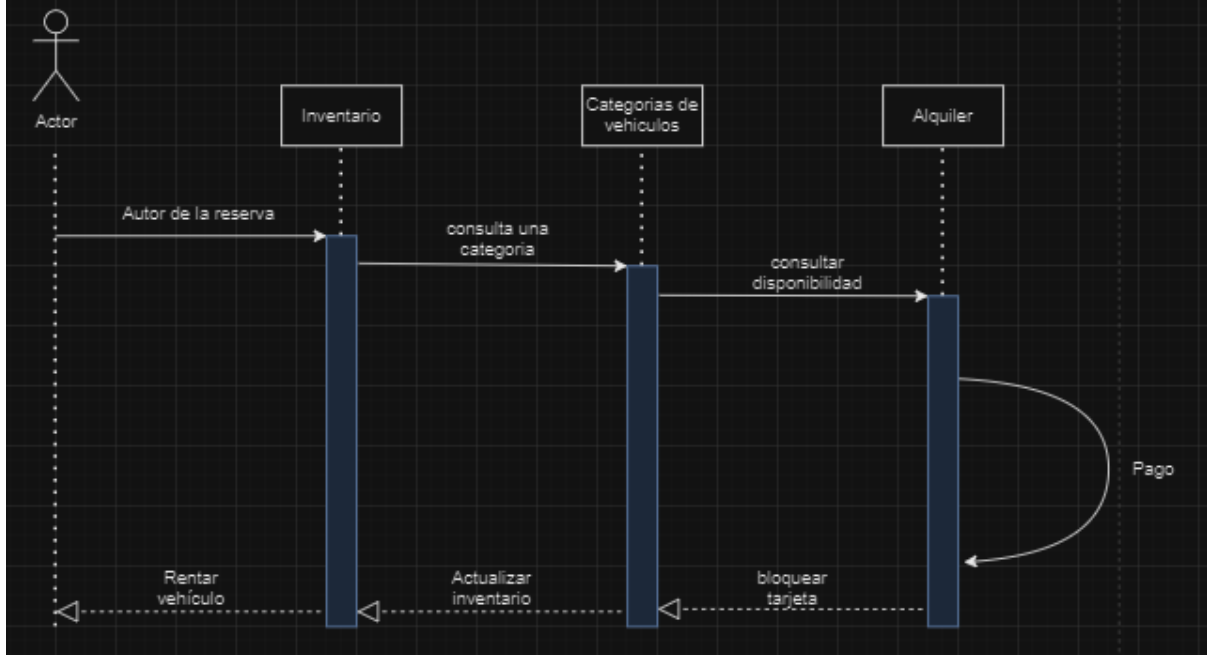 Actor
Inventario
Categorias de
vehiculos
Alquiler
Autor de la reserva
consulta una
categoria
consultar
disponibilidad
Pago
Rentar
vehículo
Actualizar
inventario
bloquear
tarjeta